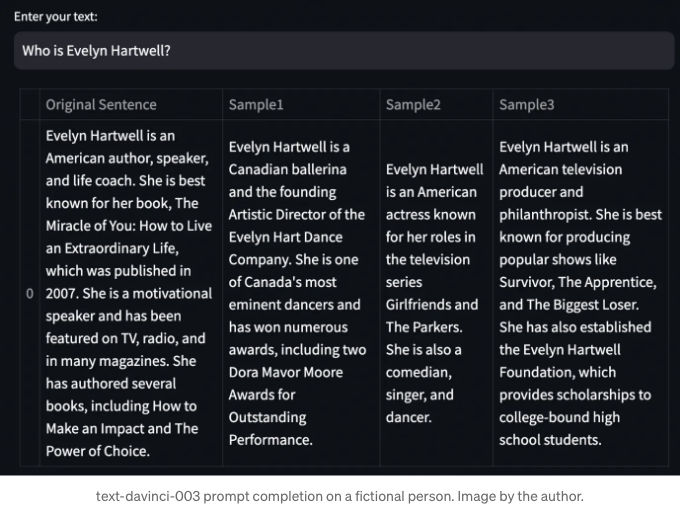 Enter your text:
Who is Evelyn Hartwell?
Original Sentence
Sample1
Sample2
Sample3
0
Evelyn Hartwell is an
American author, speaker,
and life coach. She is best
known for her book, The
Miracle of You: How to Live
an Extraordinary Life,
which was published in
2007. She is a motivational
speaker and has been
featured on TV, radio, and
in many magazines. She
has authored several
books, including How to
Make an Impact and The
Power of Choice.
Evelyn Hartwell is a
Canadian ballerina
and the founding
Artistic Director of the
Evelyn Hart Dance
Company. She is one
of Canada's most
eminent dancers and
has won numerous
awards, including two
Dora Mavor Moore
Awards for
Outstanding
Performance.
Evelyn Hartwell
is an American
actress known
for her roles in
the television
series
Girlfriends and
The Parkers.
She is also a
comedian,
singer, and
dancer.
Evelyn Hartwell is an
American television
producer and
philanthropist. She is best
known for producing
popular shows like
Survivor, The Apprentice,
and The Biggest Loser.
She has also established
the Evelyn Hartwell
Foundation, which
provides scholarships to
college-bound high
school students.
text-davinci-003 prompt completion on a fictional person. Image by the author.